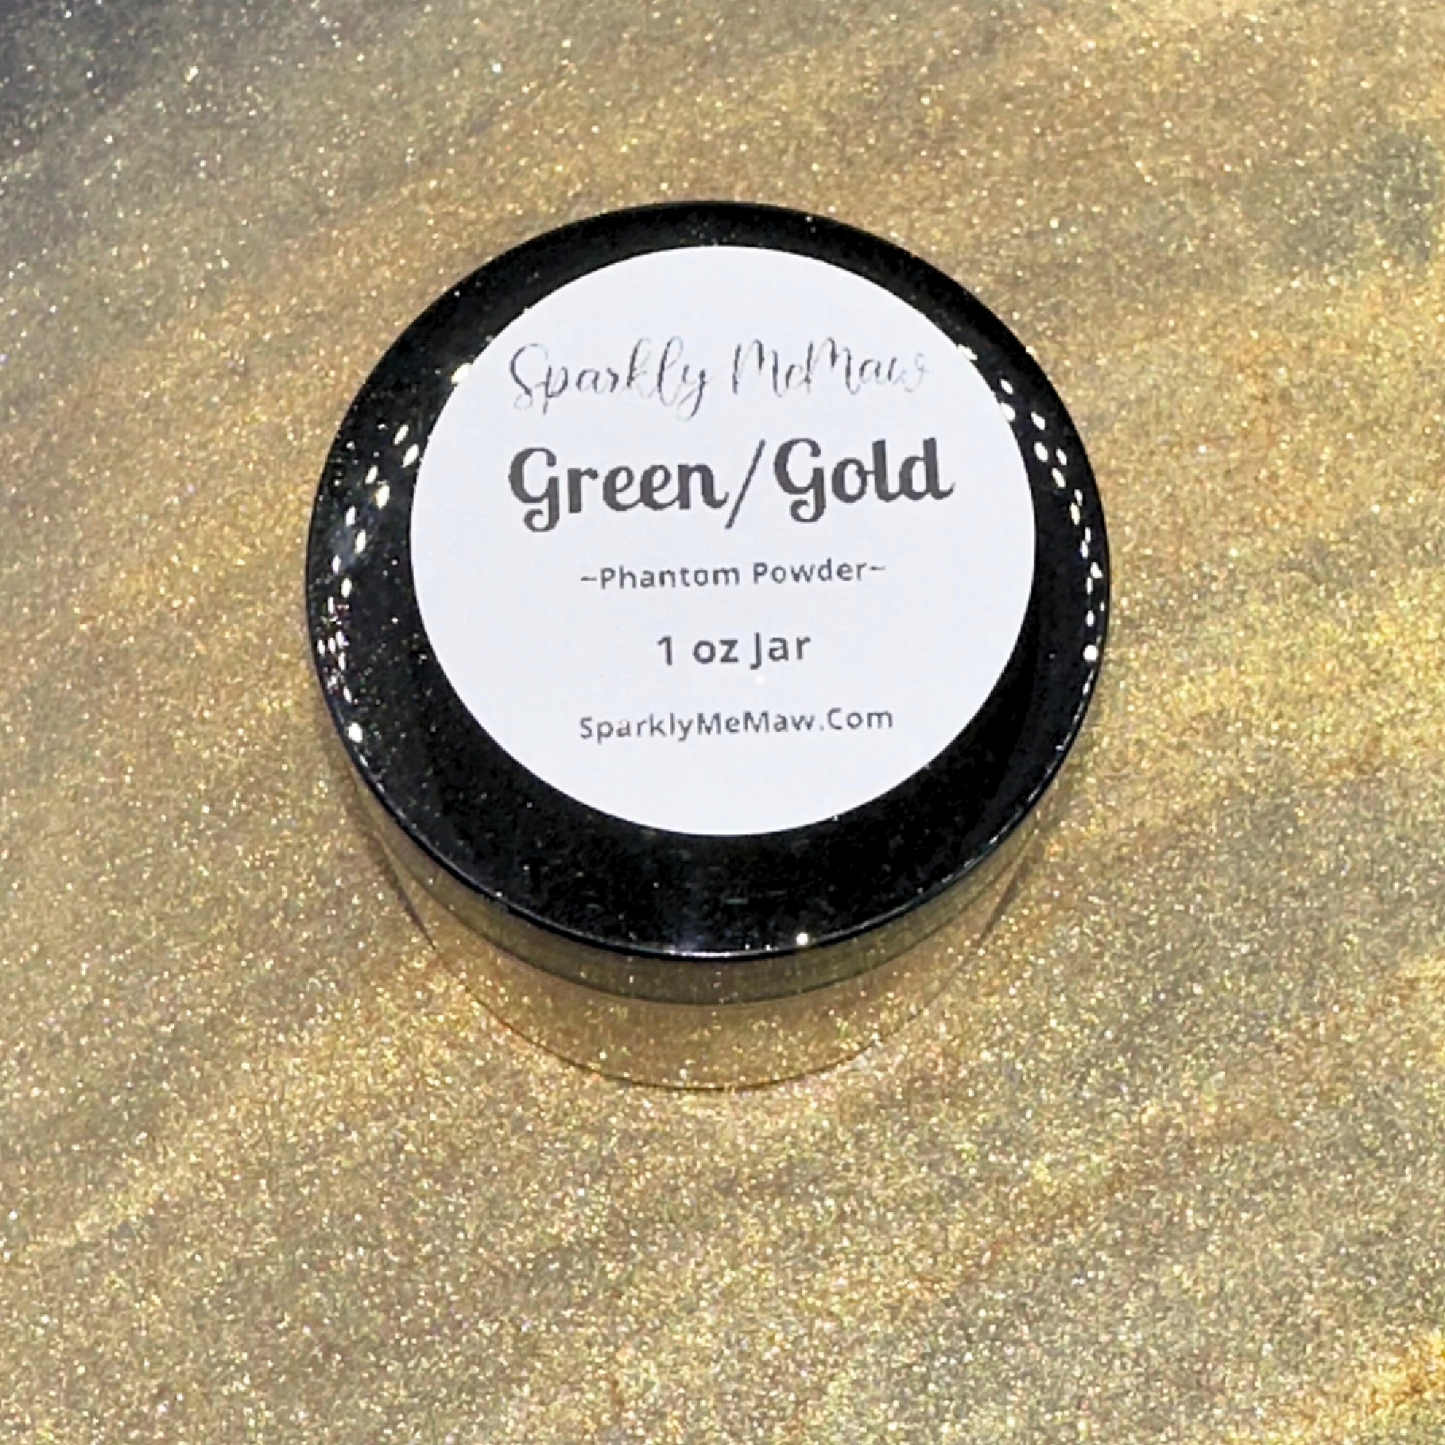 Sparkly MeMaw
Green/Gold
~Phantom Powder~
1 oz Jar
SparklyMeMaw.Com